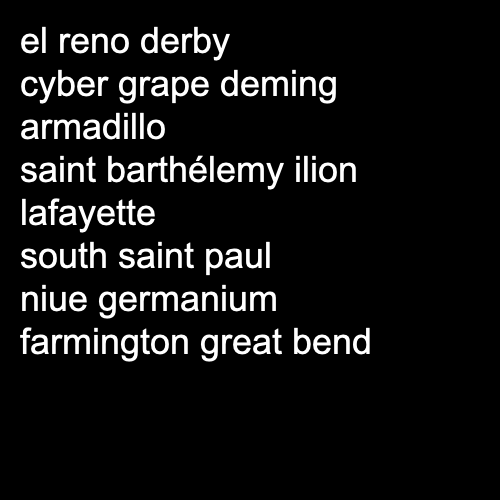 el reno derby
cyber grape deming
armadillo
saint barthélemy ilion
lafayette
south saint paul
niue germanium
farmington great bend